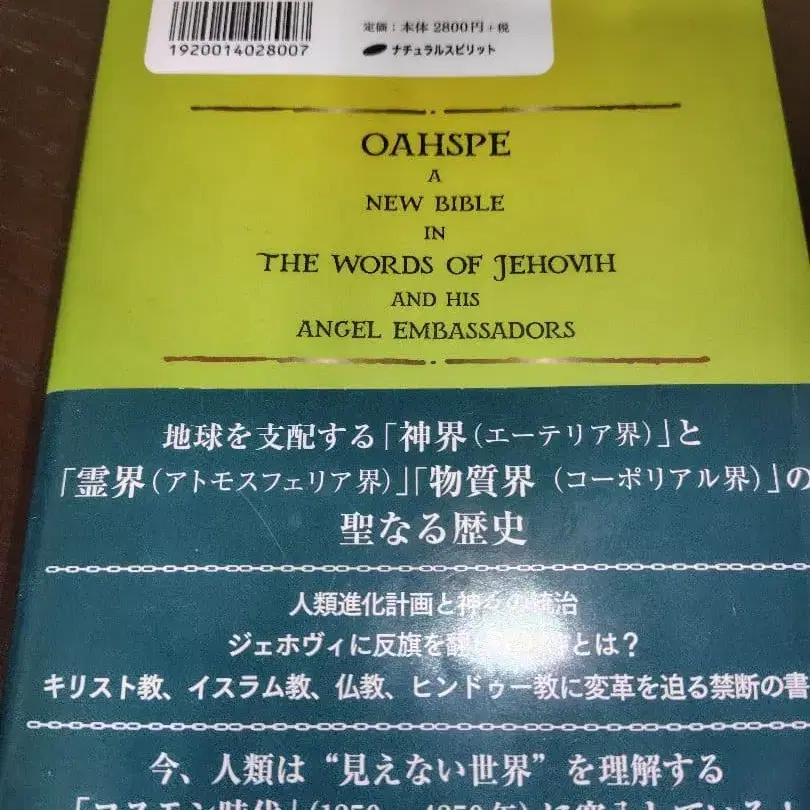 1920014028007
定価：本体 2800円+税
ナチュラルスピリット
OAHSPE
A
NEW BIBLE
IN
THE WORDS OF JEHOVIH
AND HIS
ANGEL EMBASSADORS
地球を支配する「神界（エーテリア界）」と
「霊界（アトモスフェリア界）」「物質界（コーポリアル界）」の
聖なる歴史
人類進化計画と神々の統治
ジェホヴィに反旗を翻 とは？
キリスト教、イスラム教、仏教、ヒンドゥー教に変革を迫る禁断の書
今、人類は“見えない世界”を理解する